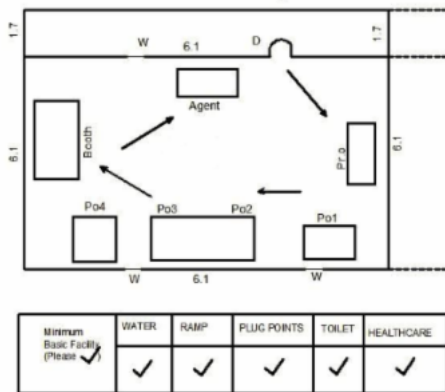 1.7
W
6.1
D
1.7
Agent
6.1
Booth
Pr.o
6.1
Po4
Po3
Po2
Po1
W
6.1
W
Minimum
Basic Facility
(Please ✓)
WATER
RAMP
PLUG POINTS
TOILET
HEALTHCARE
✓
✓
✓
✓
✓